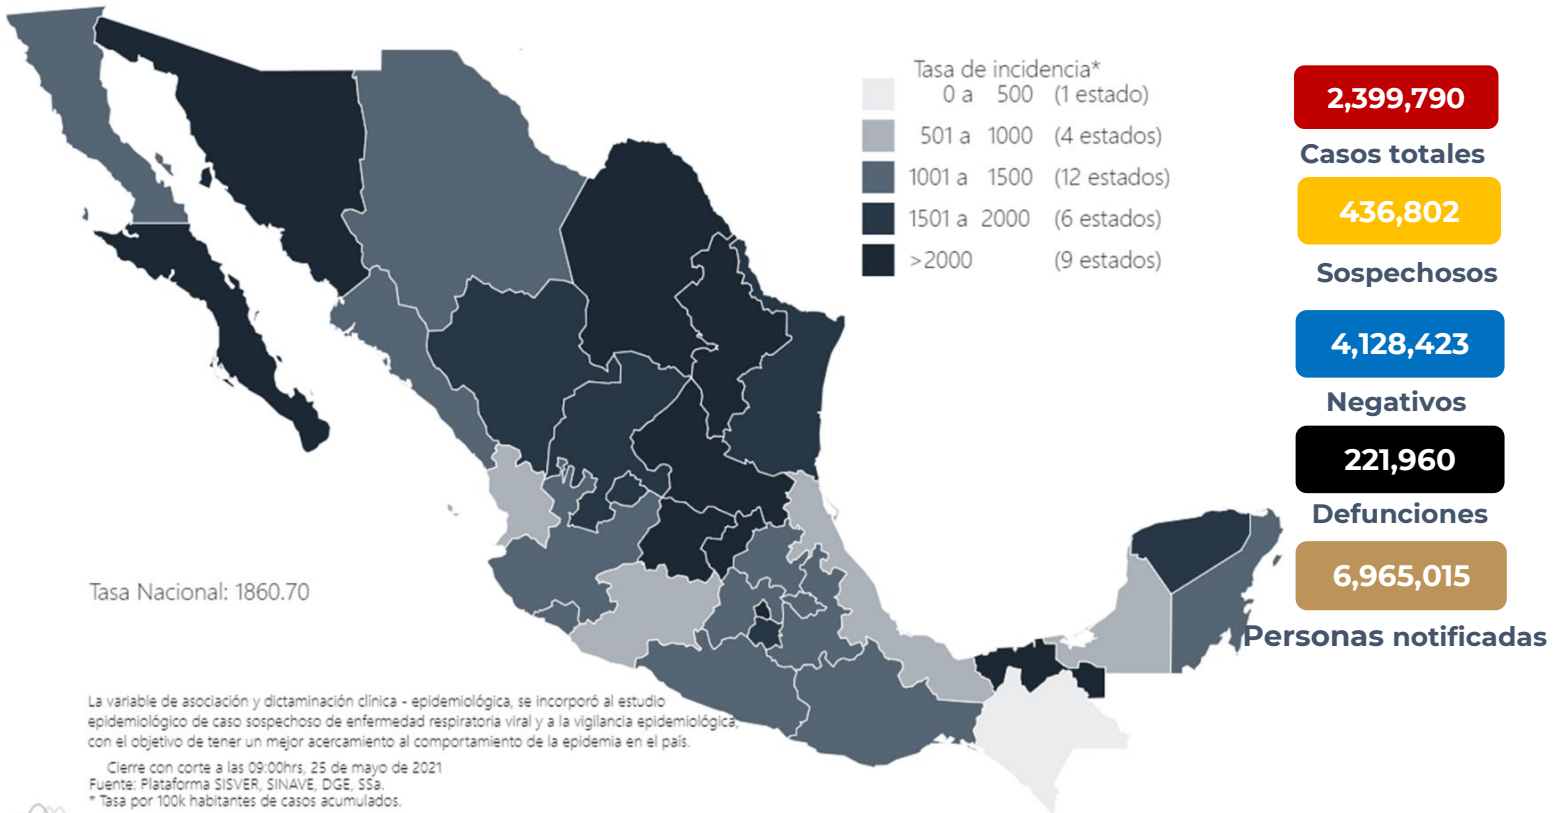 Tasa de incidencia*
0 a 500 (1 estado)
501 a 1000 (4 estados)
1001 a 1500 (12 estados)
1501 a 2000 (6 estados)
>2000 (9 estados)
2,399,790
Casos totales
436,802
Sospechosos
4,128,423
Negativos
221,960
Defunciones
6,965,015
Personas notificadas
Tasa Nacional: 1860.70
La variable de asociación y dictaminación clínica - epidemiológica, se incorporó al estudio
epidemiológico de caso sospechoso de enfermedad respiratoria viral y a la vigilancia epidemiológica,
con el objetivo de tener un mejor acercamiento al comportamiento de la epidemia en el país.
Cierre con corte a las 09:00hrs, 25 de mayo de 2021
Fuente: Plataforma SISVER, SINAVE, DGE, SSa.
* Tasa por 100k habitantes de casos acumulados.